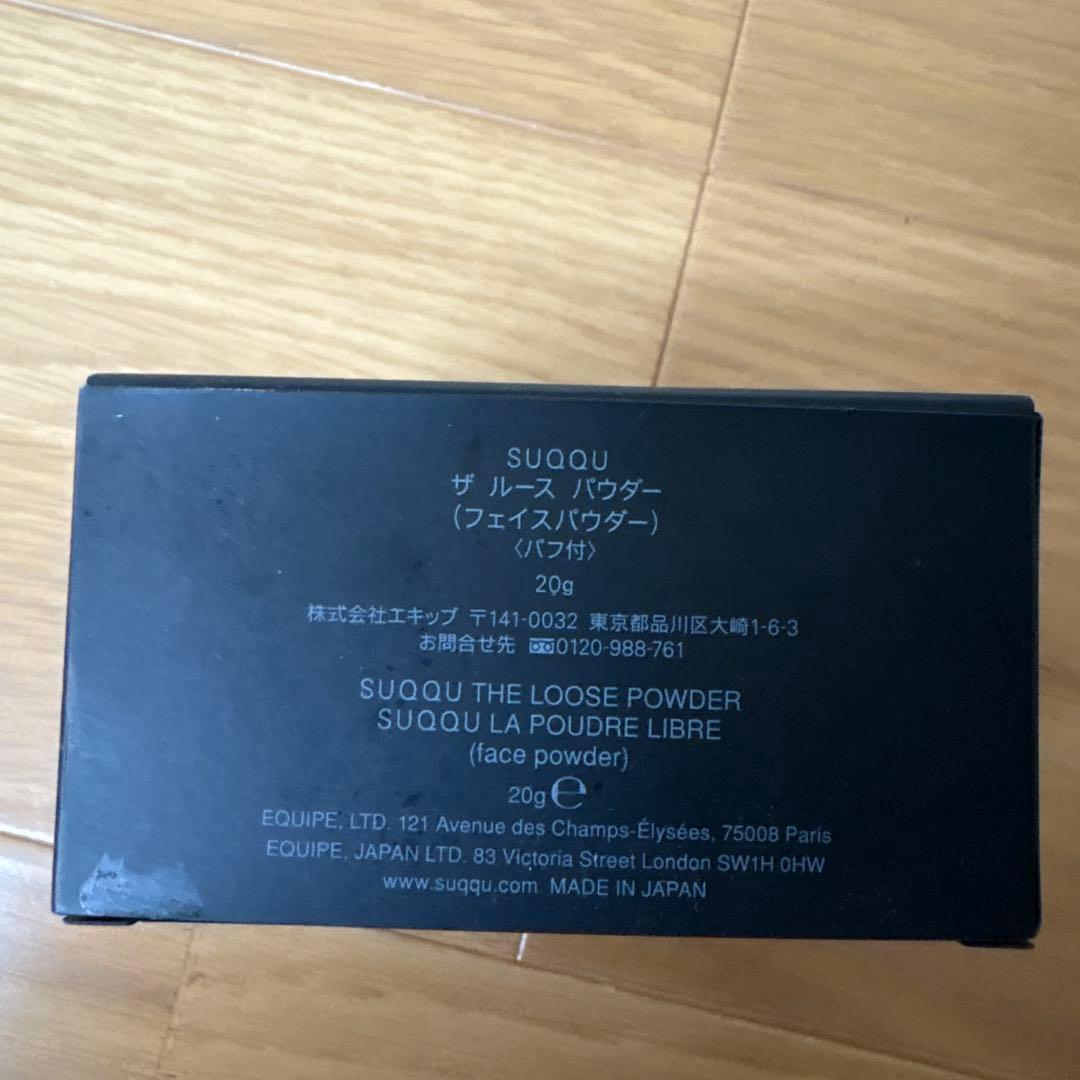 SUQQU
ザ ルース パウダー
(フェイスパウダー)
〈パフ付〉
20g
株式会社エキップ 〒141-0032 東京都品川区大崎1-6-3
お問合せ先 0120-988-761
SUQQU THE LOOSE POWDER
SUQQU LA POUDRE LIBRE
(face powder)
20g ℮
EQUIPE, LTD. 121 Avenue des Champs-Élysées, 75008 Paris
EQUIPE, JAPAN LTD. 83 Victoria Street London SW1H 0HW
www.suqqu.com MADE IN JAPAN